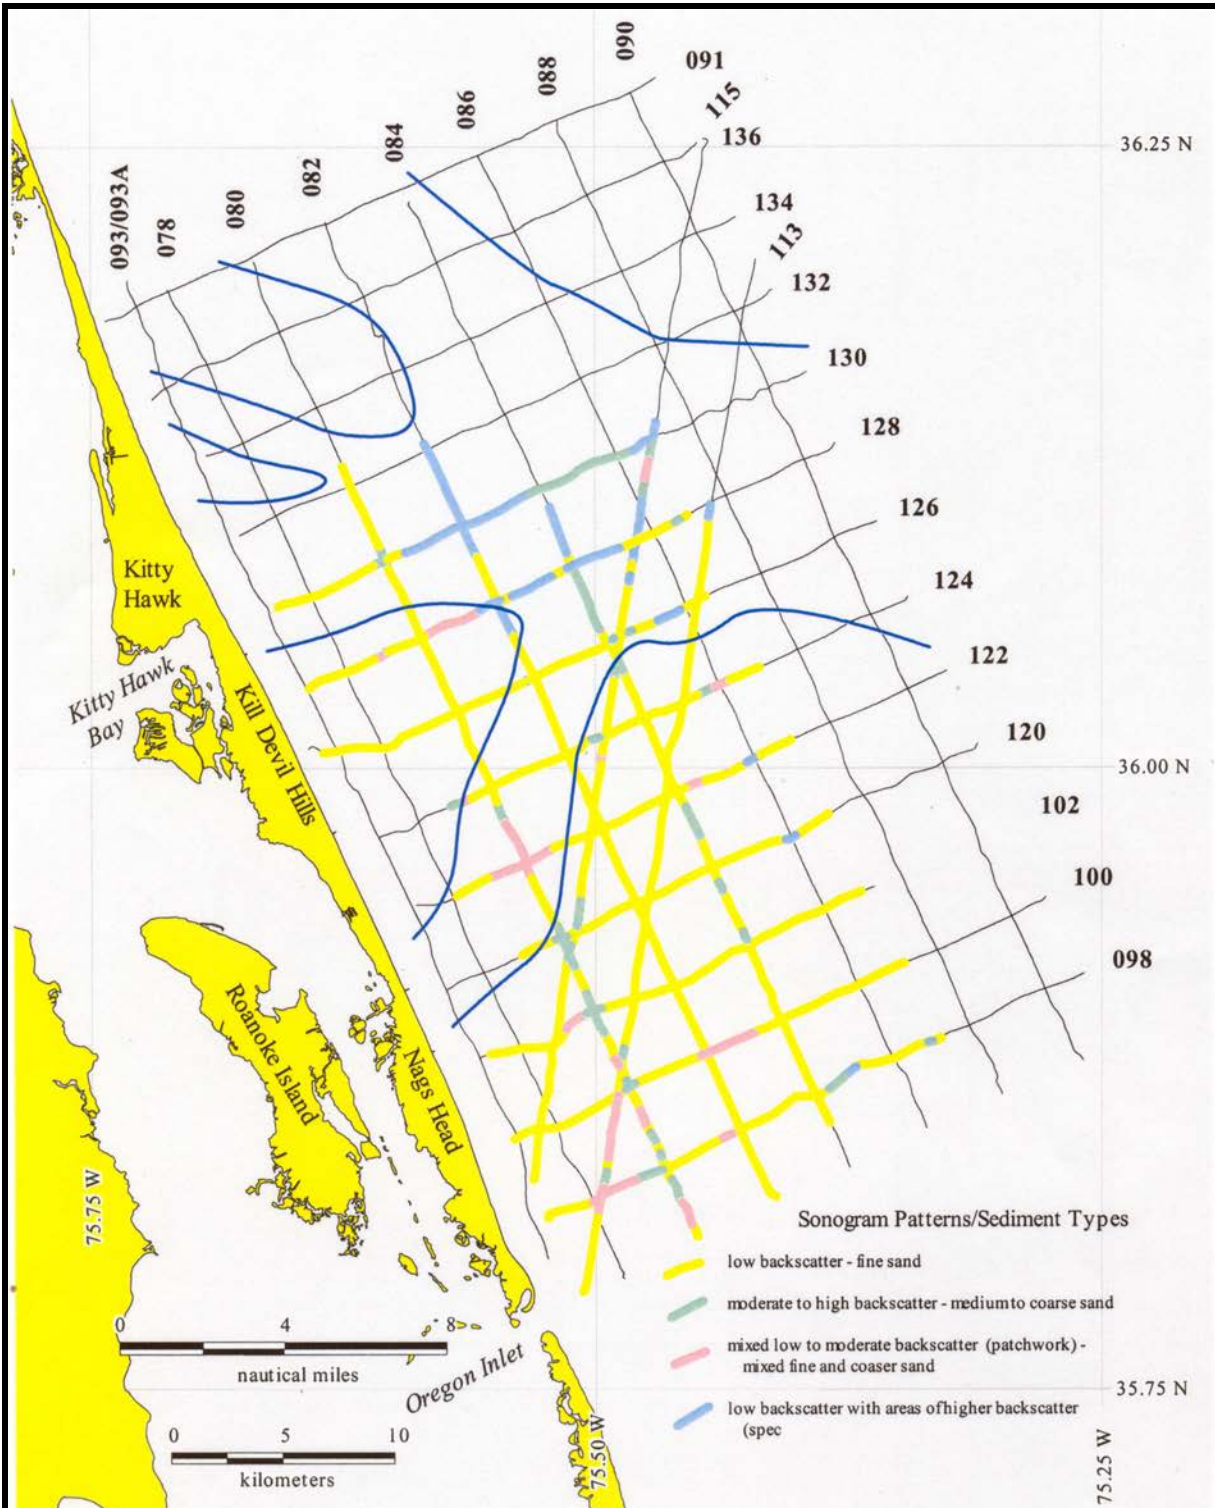 090
091
088
115
086
136
36.25 N
084
082
093/093A
134
080
078
113
132
130
128
126
Kitty
Hawk
124
122
Kitty Hawk
Bay
Kill Devil Hills
120
36.00 N
102
100
098
Roanoke Island
Nags Head
75.75 W
Sonogram Patterns/Sediment Types
low backscatter - fine sand
moderate to high backscatter - medium to coarse sand
0 4 8
mixed low to moderate backscatter (patchwork) -
mixed fine and coaser sand
nautical miles
Oregon Inlet
35.75 N
low backscatter with areas of higher backscatter
(spec
0 5 10
kilometers
75.50 W
75.25 W